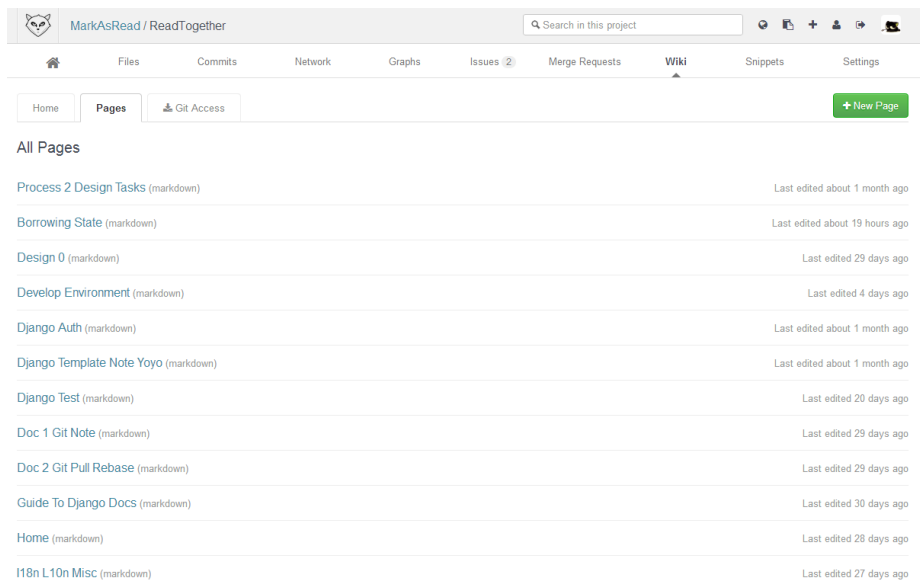 MarkAsRead / ReadTogether
Search in this project
Files Commits Network Graphs Issues 2 Merge Requests Wiki Snippets Settings
Home Pages Git Access + New Page
All Pages
Process 2 Design Tasks (markdown) Last edited about 1 month ago
Borrowing State (markdown) Last edited about 19 hours ago
Design 0 (markdown) Last edited 29 days ago
Develop Environment (markdown) Last edited 4 days ago
Django Auth (markdown) Last edited about 1 month ago
Django Template Note Yoyo (markdown) Last edited about 1 month ago
Django Test (markdown) Last edited 20 days ago
Doc 1 Git Note (markdown) Last edited 29 days ago
Doc 2 Git Pull Rebase (markdown) Last edited 29 days ago
Guide To Django Docs (markdown) Last edited 30 days ago
Home (markdown) Last edited 28 days ago
I18n L10n Misc (markdown) Last edited 27 days ago